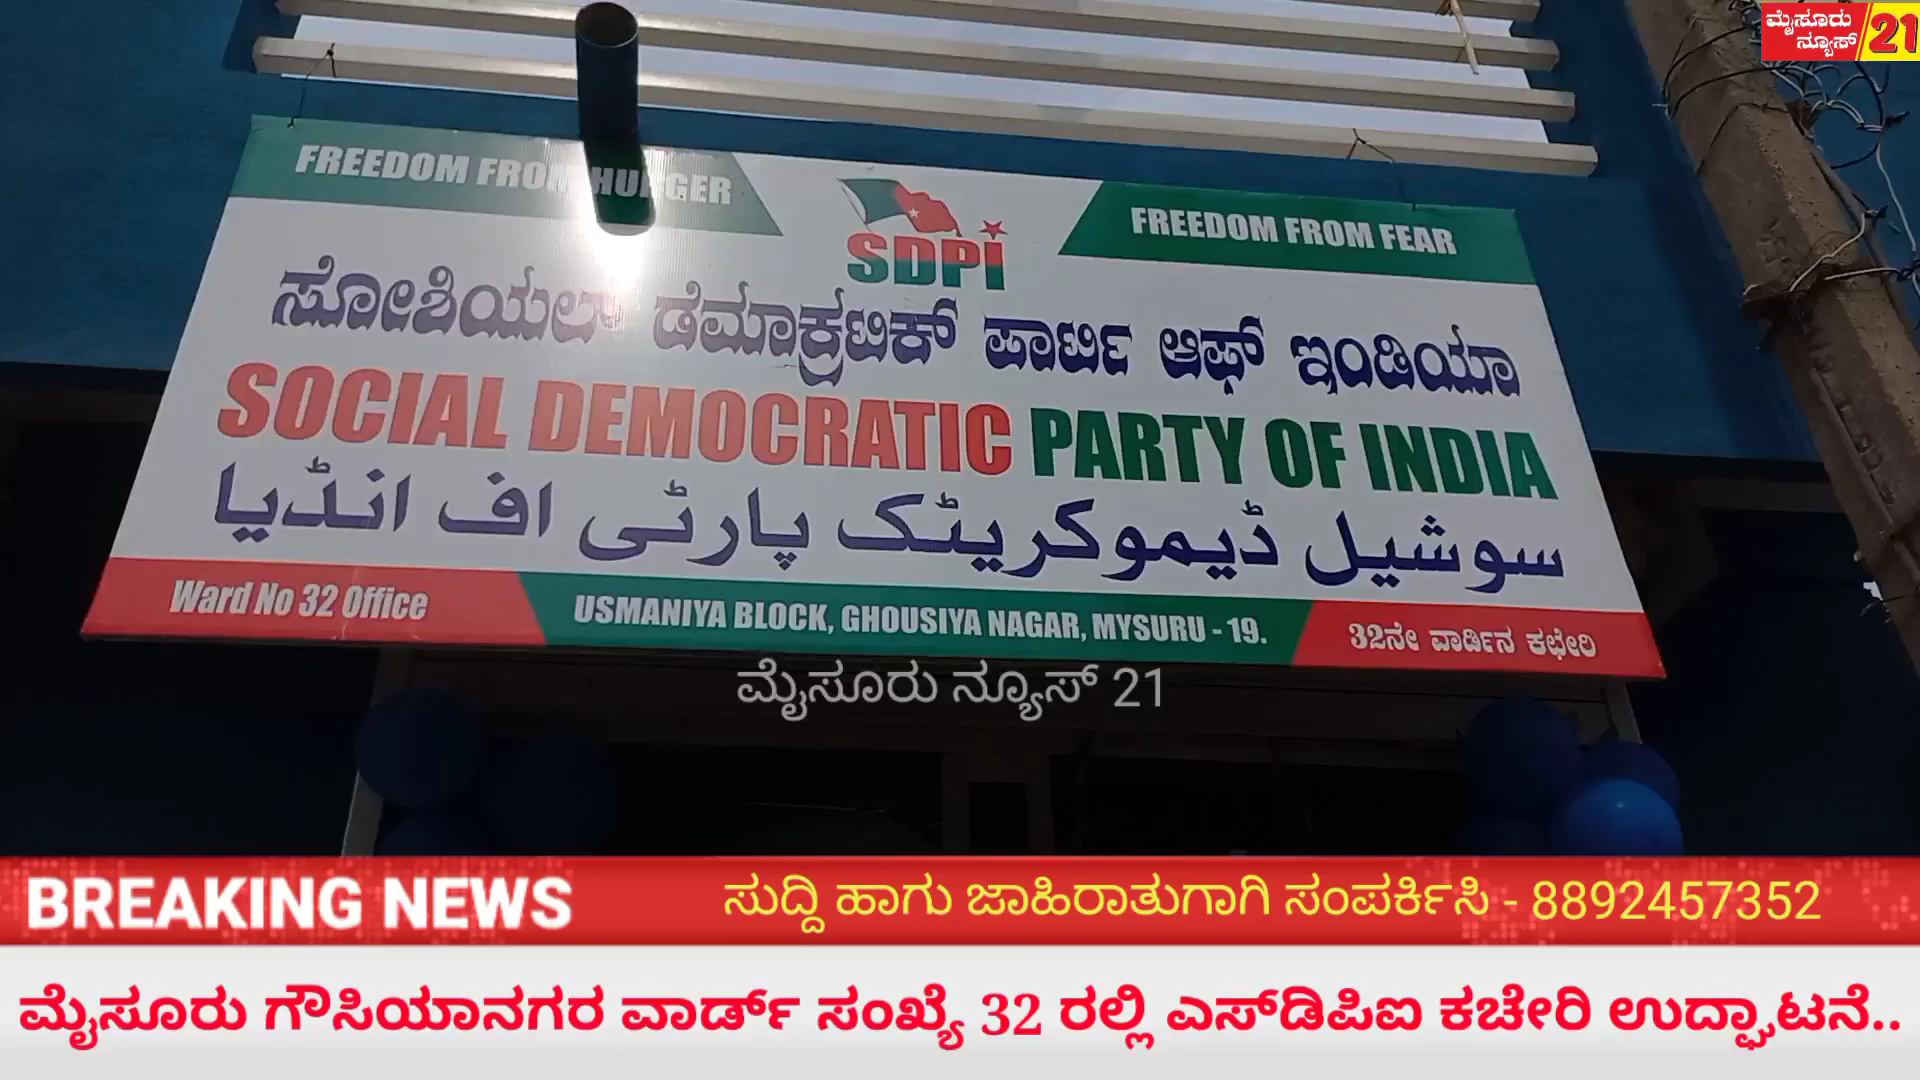 ಮೈಸೂರು
ನ್ಯೂಸ್ 21
FREEDOM FROM HUNGER
SDPI
FREEDOM FROM FEAR
ಸೋಶಿಯಲ್ ಡೆಮಾಕ್ರಟಿಕ್ ಪಾರ್ಟಿ ಆಫ್ ಇಂಡಿಯಾ
SOCIAL DEMOCRATIC PARTY OF INDIA
سوشیل ڈیموکریٹک پارٹی اف انڈیا
Ward No 32 Office
USMANIYA BLOCK, GHOUSIYA NAGAR, MYSURU - 19.
32ನೇ ವಾರ್ಡಿನ ಕಛೇರಿ
ಮೈಸೂರು ನ್ಯೂಸ್ 21
BREAKING NEWS
ಸುದ್ದಿ ಹಾಗು ಜಾಹಿರಾತುಗಾಗಿ ಸಂಪರ್ಕಿಸಿ - 8892457352
ಮೈಸೂರು ಗೌಸಿಯಾನಗರ ವಾರ್ಡ್ ಸಂಖ್ಯೆ 32 ರಲ್ಲಿ ಎಸ್‌ಡಿಪಿಐ ಕಚೇರಿ ಉದ್ಘಾಟನೆ..